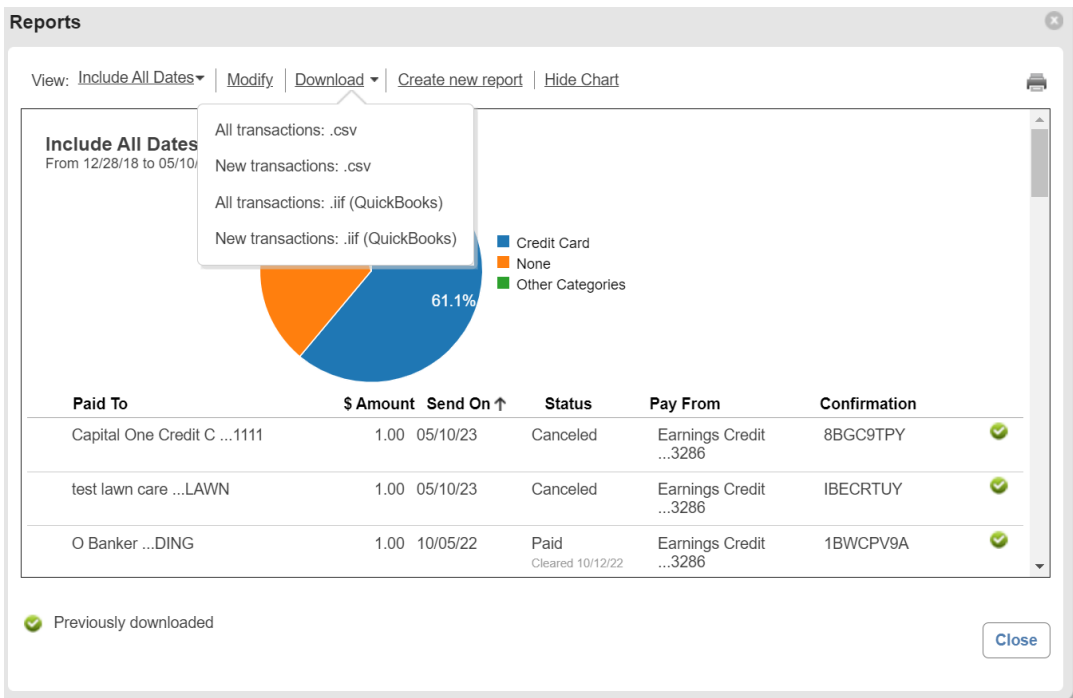 Reports
View: Include All Dates Modify Download Create new report Hide Chart
All transactions: .csv
New transactions: .csv
All transactions: .iif (QuickBooks)
New transactions: .iif (QuickBooks)
Include All Dates
From 12/28/18 to 05/10/
Credit Card
None
Other Categories
61.1%
Paid To $ Amount Send On Status Pay From Confirmation
Capital One Credit C ...1111 1.00 05/10/23 Canceled Earnings Credit 8BGC9TPY
...3286
test lawn care ...LAWN 1.00 05/10/23 Canceled Earnings Credit IBECRTUY
...3286
O Banker ...DING 1.00 10/05/22 Paid Earnings Credit 1BWCPV9A
Cleared 10/12/22 ...3286
Previously downloaded
Close